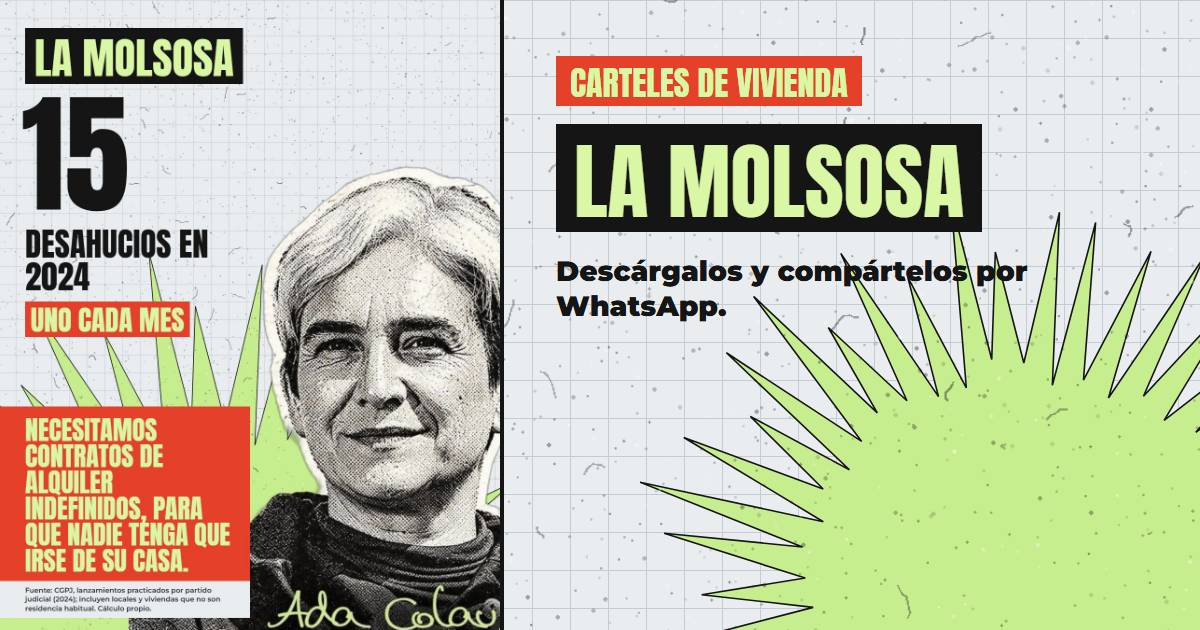 LA MOLSOSA
15
DESAHUCIOS EN
2024
UNO CADA MES
NECESITAMOS
CONTRATOS DE
ALQUILER
INDEFINIDOS, PARA
QUE NADIE TENGA QUE
IRSE DE SU CASA.
Fuente: CGPJ, lanzamientos practicados por partido
judicial (2024); incluyen locales y viviendas que no son
residencia habitual. Cálculo propio.
Ada Colau
CARTELES DE VIVIENDA
LA MOLSOSA
Descárgalos y compártelos por
WhatsApp.